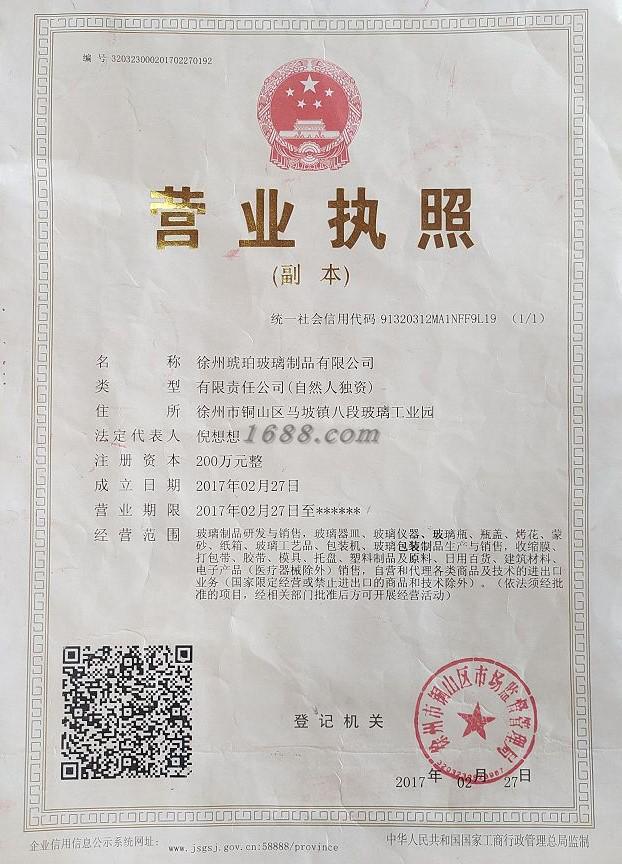 编 号 320323000201702270192
营业执照
(副 本)
统一社会信用代码 91320312MA1NFF9L19 (1/1)
名 称 徐州琥珀玻璃制品有限公司
类 型 有限责任公司(自然人独资)
住 所 徐州市铜山区马坡镇八段玻璃工业园
法定代表人 倪想想
1688.com
注册资本 200万元整
成立日期 2017年02月27日
营业期限 2017年02月27日至******/
经营范围 玻璃制品研发与销售，玻璃器皿、玻璃仪器、玻璃瓶、瓶盖、烤花、蒙
砂、纸箱、玻璃工艺品、包装机、玻璃包装制品生产与销售，收缩膜、
打包带、胶带、模具、托盘、塑料制品及原料、日用百货、建筑材料、
电子产品（医疗器械除外）销售，自营和代理各类商品及技术的进出口
业务（国家限定经营或禁止进出口的商品和技术除外）。（依法须经批
准的项目，经相关部门批准后方可开展经营活动）
登记机关
徐州市铜山区市场监督管理局
2017年 02月 27日
企业信用信息公示系统网址： www.jsgsj.gov.cn:58888/province
中华人民共和国国家工商行政管理总局监制